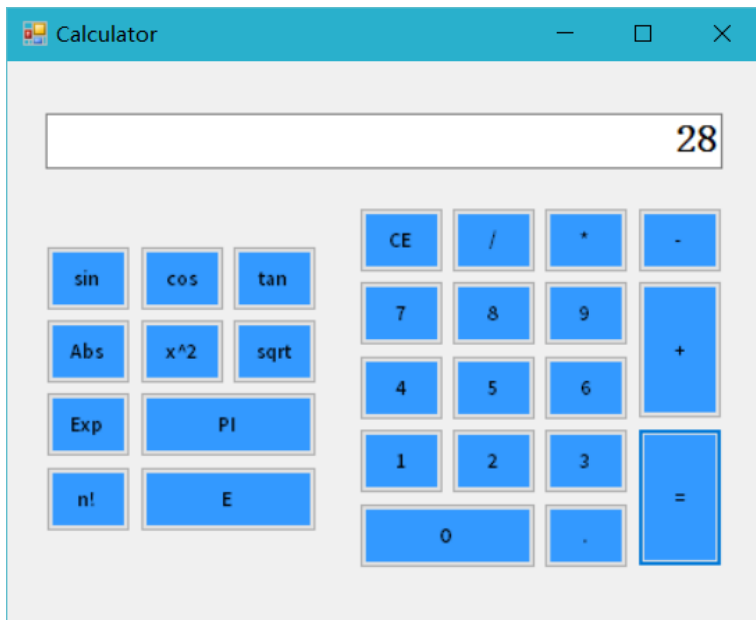 Calculator
28
CE / * -
sin cos tan
7 8 9
+
Abs x^2 sqrt
4 5 6
Exp PI
1 2 3
=
n! E
0 .